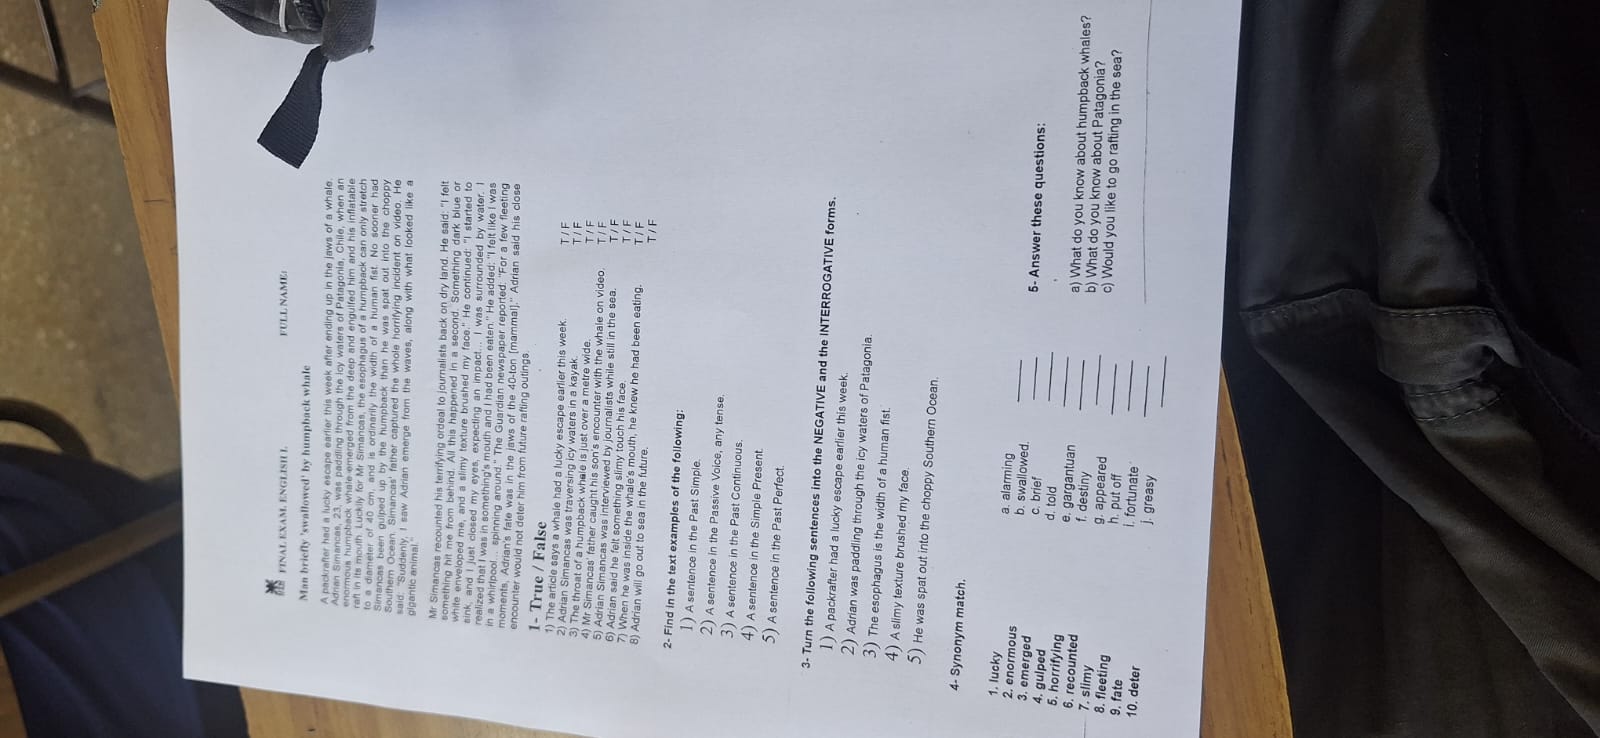 FINAL EXAM. ENGLISH I. FULL NAME:
Man briefly 'swallowed' by humpback whale
A packrafter had a lucky escape earlier this week after ending up in the jaws of a whale.
Adrian Simancas, 23, was paddling through the icy waters of Patagonia, Chile, when an
enormous humpback whale emerged from the deep and engulfed him and his inflatable
raft in its mouth. Luckily for Mr Simancas, the esophagus of a humpback can only stretch
to a diameter of 40 cm, and is ordinarily the width of a human fist. No sooner had
Simancas been gulped up by the humpback than he was spat out into the choppy
Southern Ocean. Simancas' father captured the whole horrifying incident on video. He
said: "Suddenly, I saw Adrian emerge from the waves, along with what looked like a
gigantic animal."
Mr Simancas recounted his terrifying ordeal to journalists back on dry land. He said: "I felt
something hit me from behind. All this happened in a second. Something dark blue or
white enveloped me, and a slimy texture brushed my face." He continued: "I started to
sink, and I just closed my eyes, expecting an impact... I was surrounded by water. I
realized that I was in something's mouth and I had been eaten." He added: "I felt like I was
in a whirlpool... spinning around." The Guardian newspaper reported: "For a few fleeting
moments, Adrian's fate was in the jaws of the 40-ton [mammal]." Adrian said his close
encounter would not deter him from future rafting outings.
1- True / False
1) The article says a whale had a lucky escape earlier this week. T / F
2) Adrian Simancas was traversing icy waters in a kayak. T / F
3) The throat of a humpback whale is just over a metre wide. T / F
4) Mr Simancas' father caught his son's encounter with the whale on video. T / F
5) Adrian Simancas was interviewed by journalists while still in the sea. T / F
6) Adrian said he felt something slimy touch his face. T / F
7) When he was inside the whale's mouth, he knew he had been eating. T / F
8) Adrian will go out to sea in the future. T / F
2- Find in the text examples of the following:
1) A sentence in the Past Simple.
2) A sentence in the Passive Voice, any tense.
3) A sentence in the Past Continuous.
4) A sentence in the Simple Present.
5) A sentence in the Past Perfect.
3- Turn the following sentences into the NEGATIVE and the INTERROGATIVE forms.
1) A packrafter had a lucky escape earlier this week.
2) Adrian was paddling through the icy waters of Patagonia.
3) The esophagus is the width of a human fist.
4) A slimy texture brushed my face.
5) He was spat out into the choppy Southern Ocean.
4- Synonym match.
1. lucky
2. enormous
3. emerged
4. gulped
5. horrifying
6. recounted
7. slimy
8. fleeting
9. fate
10. deter
a. alarming
b. swallowed.
c. brief
d. told
e. gargantuan
f. destiny
g. appeared
h. put off
i. fortunate
j. greasy
5- Answer these questions:
a) What do you know about humpback whales?
b) What do you know about Patagonia?
c) Would you like to go rafting in the sea?